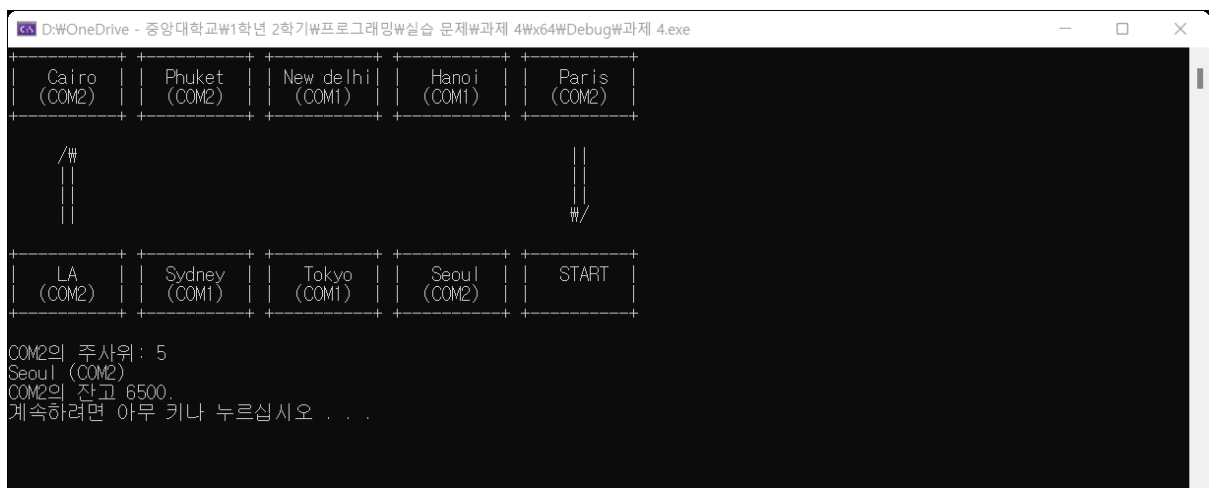 D:₩OneDrive - 중앙대학교₩1학년 2학기₩프로그래밍₩실습 문제₩과제 4₩x64₩Debug₩과제 4.exe
+----------+ +----------+ +----------+ +----------+ +----------+
|   Cairo  | |  Phuket  | | New delhi| |   Hanoi  | |   Paris  |
|  (COM2)  | |  (COM2)  | |  (COM1)  | |  (COM1)  | |  (COM2)  |
+----------+ +----------+ +----------+ +----------+ +----------+
    /₩                                              ||
    ||                                              ||
    ||                                              ||
    ||                                              ₩/
+----------+ +----------+ +----------+ +----------+ +----------+
|    LA    | |  Sydney  | |   Tokyo  | |   Seoul  | |   START  |
|  (COM2)  | |  (COM1)  | |  (COM1)  | |  (COM2)  | |          |
+----------+ +----------+ +----------+ +----------+ +----------+
COM2의 주사위: 5
Seoul (COM2)
COM2의 잔고 6500.
계속하려면 아무 키나 누르십시오 . . .